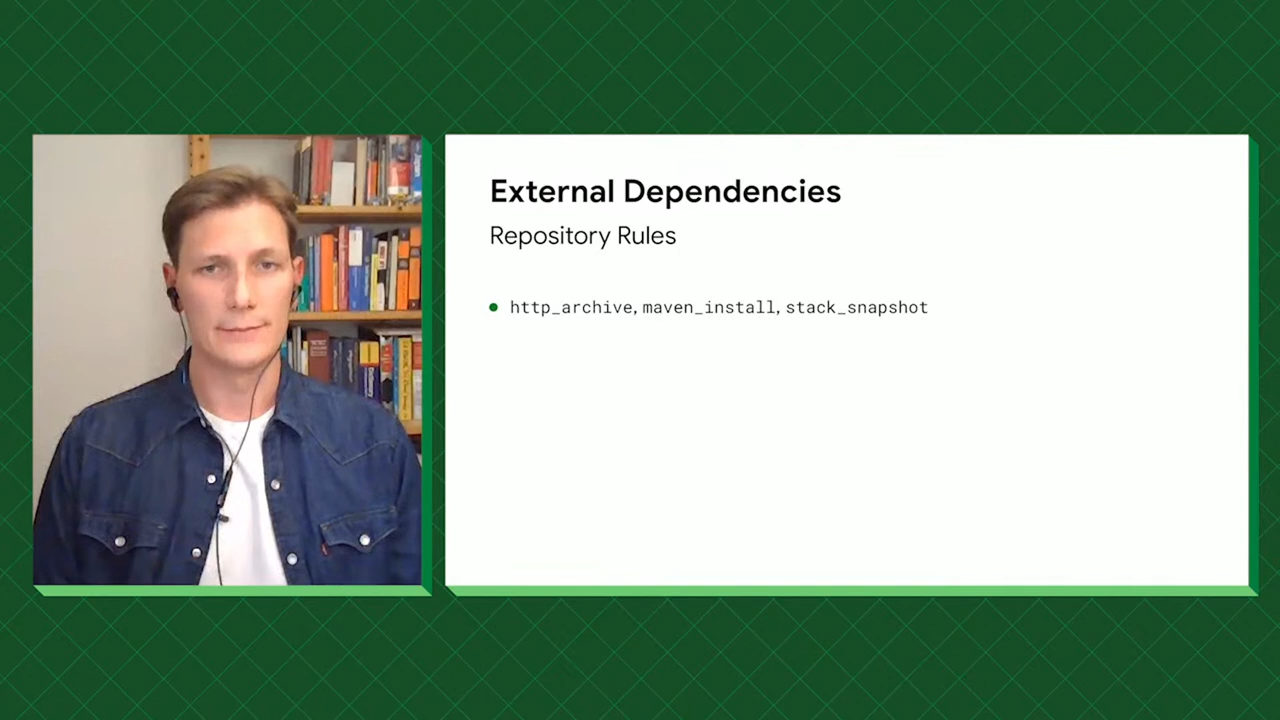 External Dependencies
Repository Rules
http_archive, maven_install, stack_snapshot